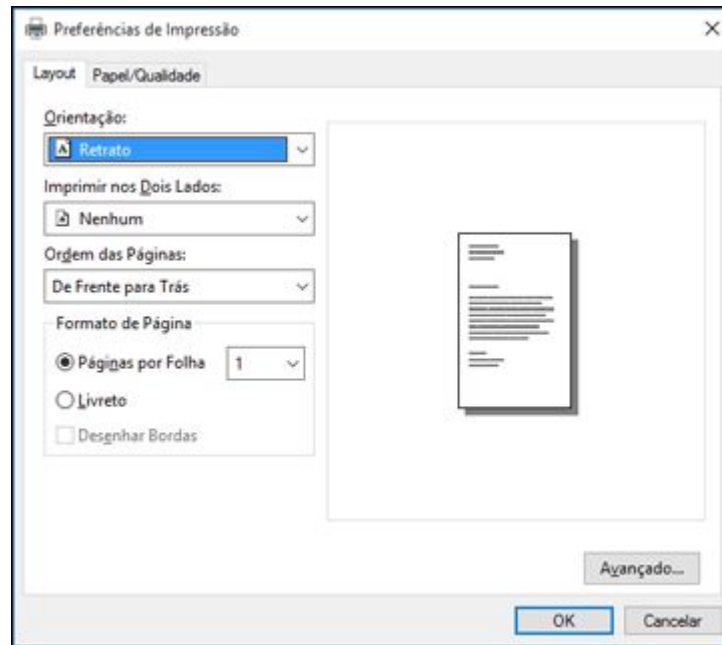 Preferências de Impressão
Layout Papel/Qualidade
Orientação:
Retrato
Imprimir nos Dois Lados:
Nenhum
Ordem das Páginas:
De Frente para Trás
Formato de Página
Páginas por Folha 1
Livreto
Desenhar Bordas
Avançado...
OK Cancelar